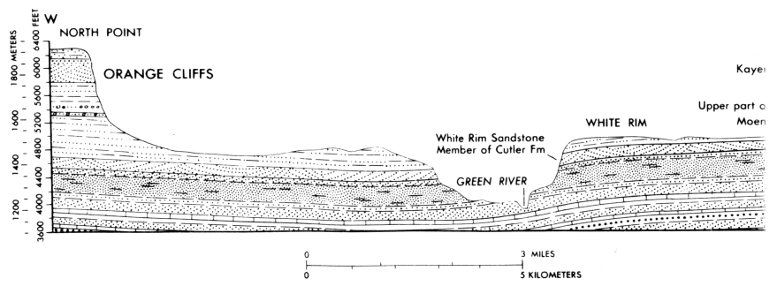 W
NORTH POINT
ORANGE CLIFFS
1800 METERS
1600
1400
1200
6400 FEET
6000
5600
5200
4800
4400
4000
3600
White Rim Sandstone
Member of Cutler Fm
GREEN RIVER
WHITE RIM
Kaye
Upper part o
Moen
0 3 MILES
0 5 KILOMETERS